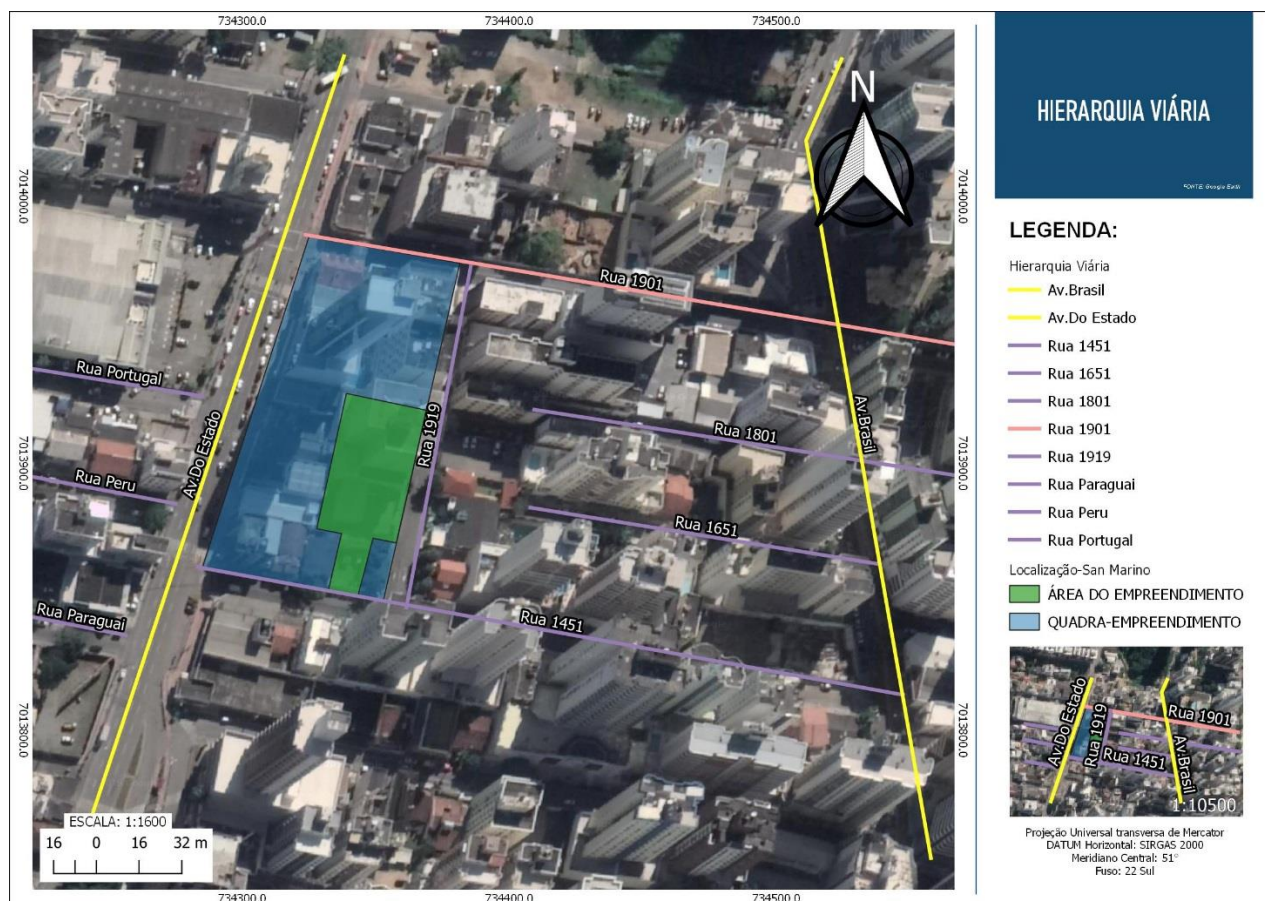 734300.0
734400.0
734500.0
7014000.0
7013900.0
7013800.0
7014000.0
7013900.0
7013800.0
N
Rua 1901
Rua Portugal
Rua 1919
Rua 1801
Av.Brasil
Av.Do Estado
Rua Peru
Rua 1651
Rua Paraguai
Rua 1451
ESCALA: 1:1600
16 0 16 32 m
734300.0
734400.0
734500.0
HIERARQUIA VIÁRIA
FONTE: Google Earth
LEGENDA:
Hierarquia Viária
Av.Brasil
Av.Do Estado
Rua 1451
Rua 1651
Rua 1801
Rua 1901
Rua 1919
Rua Paraguai
Rua Peru
Rua Portugal
Localização-San Marino
ÁREA DO EMPREENDIMENTO
QUADRA-EMPREENDIMENTO
Av.Do Estado
Rua 1919
Rua 1901
Rua 1451
Av.Brasil
1:10500
Projeção Universal transversa de Mercator
DATUM Horizontal: SIRGAS 2000
Meridiano Central: 51°
Fuso: 22 Sul